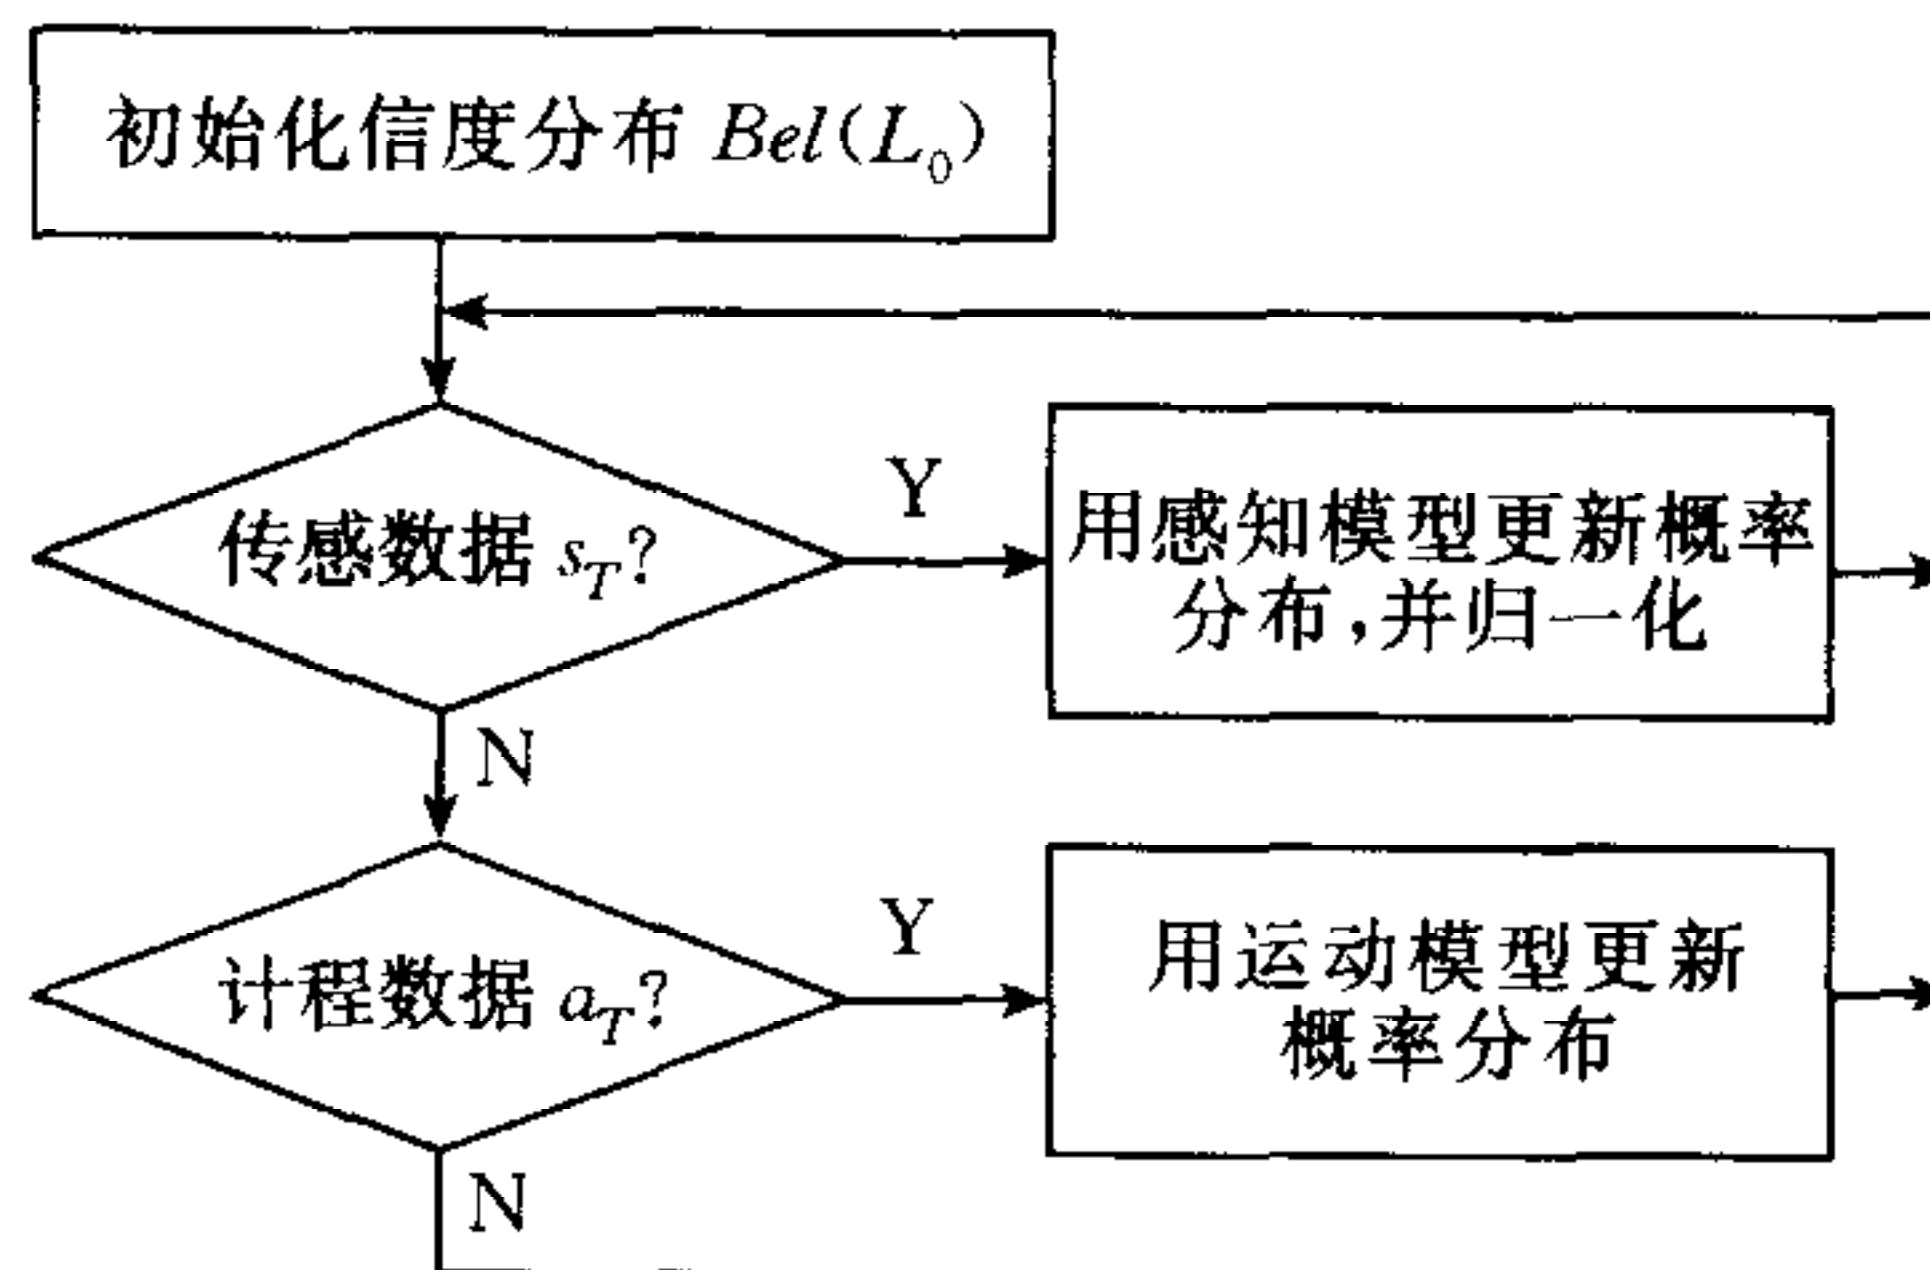 初始化信度分布 Bel(L₀)
传感数据 s_T?
Y
用感知模型更新概率
分布,并归一化
N
计程数据 a_T?
Y
用运动模型更新
概率分布
N